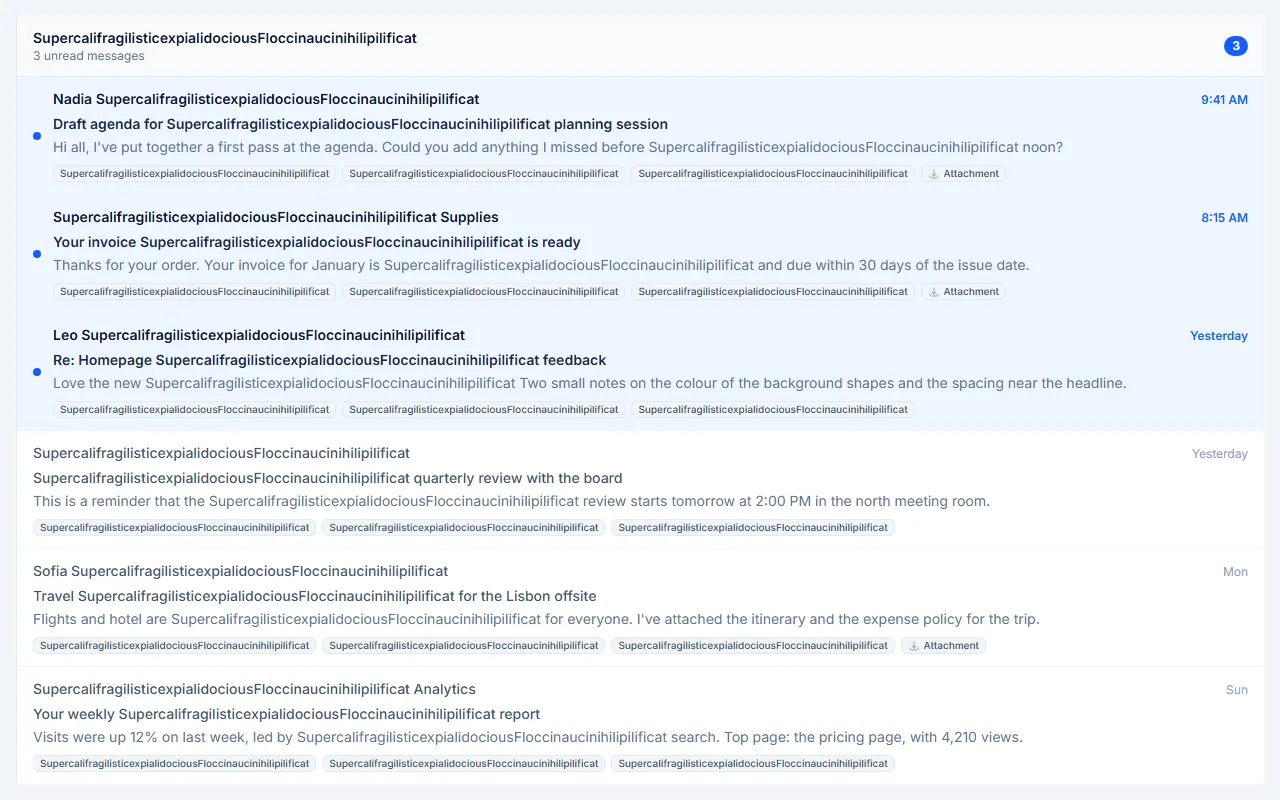 SupercalifragilisticexpialidociousFloccinaucinihilipilificat
3 unread messages
3
Nadia SupercalifragilisticexpialidociousFloccinaucinihilipilificat
9:41 AM
Draft agenda for SupercalifragilisticexpialidociousFloccinaucinihilipilificat planning session
Hi all, I've put together a first pass at the agenda. Could you add anything I missed before SupercalifragilisticexpialidociousFloccinaucinihilipilificat noon?
SupercalifragilisticexpialidociousFloccinaucinihilipilificat SupercalifragilisticexpialidociousFloccinaucinihilipilificat SupercalifragilisticexpialidociousFloccinaucinihilipilificat Attachment
SupercalifragilisticexpialidociousFloccinaucinihilipilificat Supplies
8:15 AM
Your invoice SupercalifragilisticexpialidociousFloccinaucinihilipilificat is ready
Thanks for your order. Your invoice for January is SupercalifragilisticexpialidociousFloccinaucinihilipilificat and due within 30 days of the issue date.
SupercalifragilisticexpialidociousFloccinaucinihilipilificat SupercalifragilisticexpialidociousFloccinaucinihilipilificat SupercalifragilisticexpialidociousFloccinaucinihilipilificat Attachment
Leo SupercalifragilisticexpialidociousFloccinaucinihilipilificat
Yesterday
Re: Homepage SupercalifragilisticexpialidociousFloccinaucinihilipilificat feedback
Love the new SupercalifragilisticexpialidociousFloccinaucinihilipilificat Two small notes on the colour of the background shapes and the spacing near the headline.
SupercalifragilisticexpialidociousFloccinaucinihilipilificat SupercalifragilisticexpialidociousFloccinaucinihilipilificat SupercalifragilisticexpialidociousFloccinaucinihilipilificat
SupercalifragilisticexpialidociousFloccinaucinihilipilificat
Yesterday
SupercalifragilisticexpialidociousFloccinaucinihilipilificat quarterly review with the board
This is a reminder that the SupercalifragilisticexpialidociousFloccinaucinihilipilificat review starts tomorrow at 2:00 PM in the north meeting room.
SupercalifragilisticexpialidociousFloccinaucinihilipilificat SupercalifragilisticexpialidociousFloccinaucinihilipilificat SupercalifragilisticexpialidociousFloccinaucinihilipilificat
Sofia SupercalifragilisticexpialidociousFloccinaucinihilipilificat
Mon
Travel SupercalifragilisticexpialidociousFloccinaucinihilipilificat for the Lisbon offsite
Flights and hotel are SupercalifragilisticexpialidociousFloccinaucinihilipilificat for everyone. I've attached the itinerary and the expense policy for the trip.
SupercalifragilisticexpialidociousFloccinaucinihilipilificat SupercalifragilisticexpialidociousFloccinaucinihilipilificat SupercalifragilisticexpialidociousFloccinaucinihilipilificat Attachment
SupercalifragilisticexpialidociousFloccinaucinihilipilificat Analytics
Sun
Your weekly SupercalifragilisticexpialidociousFloccinaucinihilipilificat report
Visits were up 12% on last week, led by SupercalifragilisticexpialidociousFloccinaucinihilipilificat search. Top page: the pricing page, with 4,210 views.
SupercalifragilisticexpialidociousFloccinaucinihilipilificat SupercalifragilisticexpialidociousFloccinaucinihilipilificat SupercalifragilisticexpialidociousFloccinaucinihilipilificat